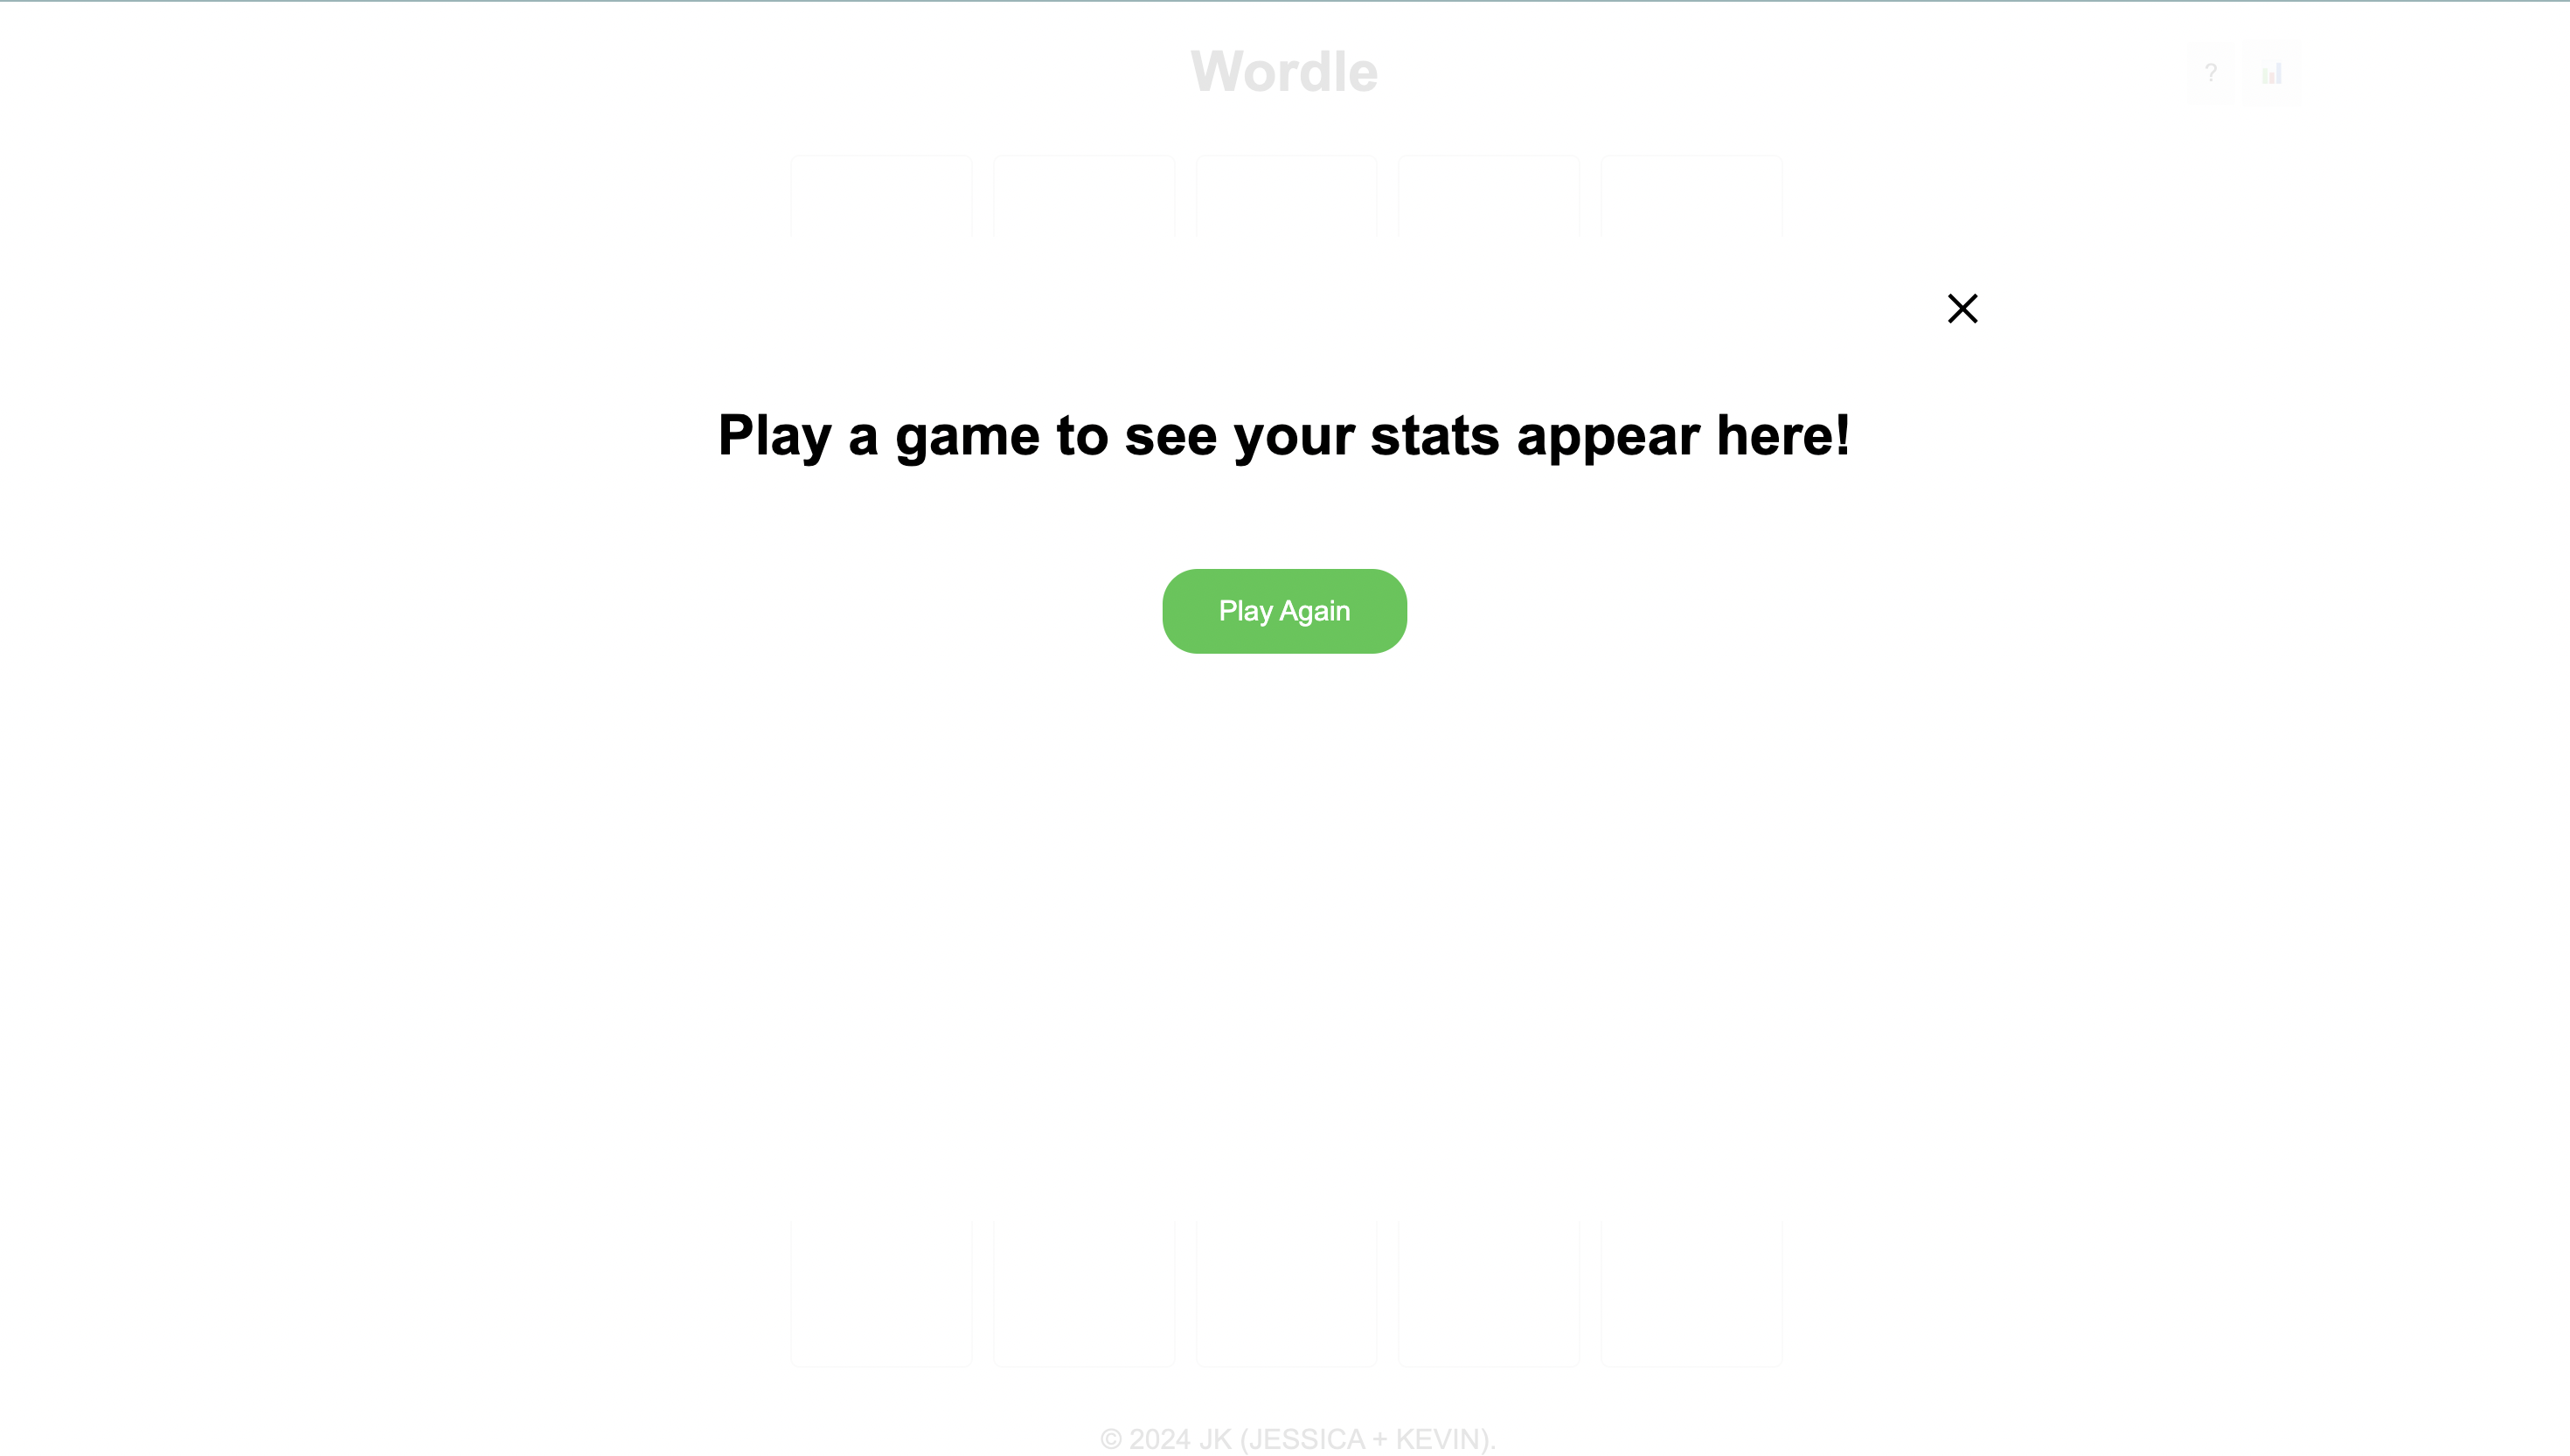 Wordle
?
Play a game to see your stats appear here!
Play Again
© 2024 JK (JESSICA + KEVIN).